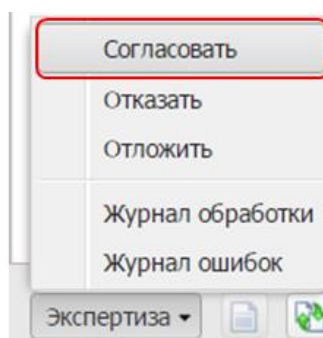 Согласовать
Отказать
Отложить
Журнал обработки
Журнал ошибок
Экспертиза